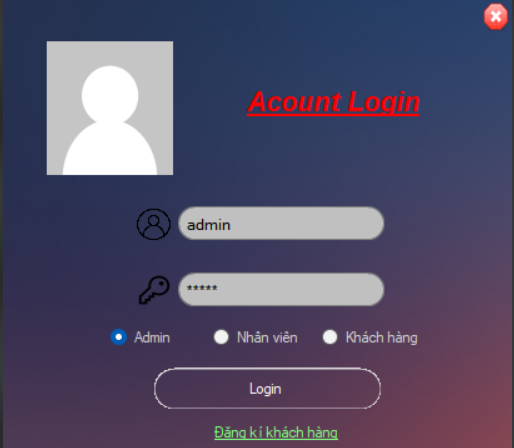 Acount Login
admin
*****
Admin Nhân viên Khách hàng
Login
Đăng kí khách hàng